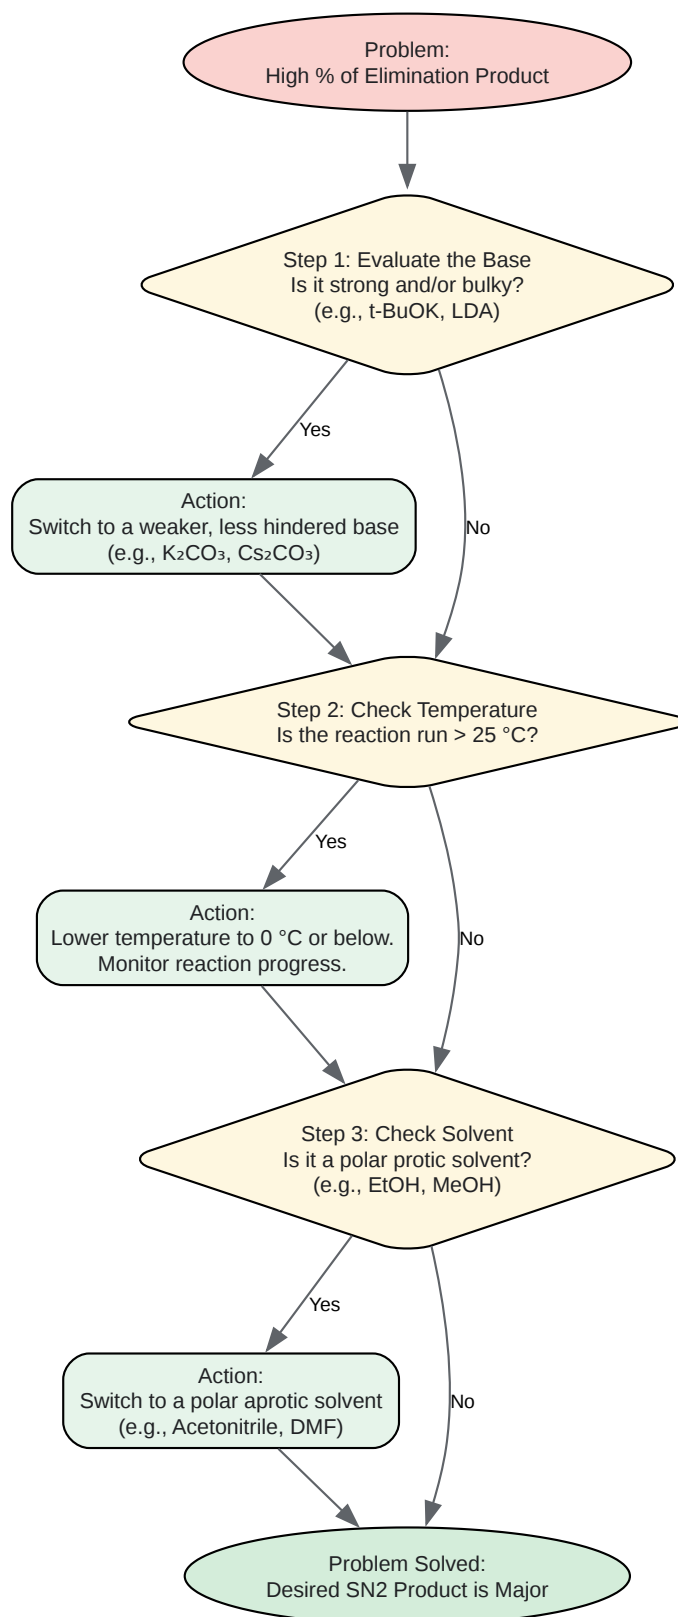 Problem:
High % of Elimination Product
Step 1: Evaluate the Base
Is it strong and/or bulky?
(e.g., t-BuOK, LDA)
Yes
Action:
Switch to a weaker, less hindered base
(e.g., K₂CO₃, Cs₂CO₃)
No
Step 2: Check Temperature
Is the reaction run > 25 °C?
Yes
Action:
Lower temperature to 0 °C or below.
Monitor reaction progress.
No
Step 3: Check Solvent
Is it a polar protic solvent?
(e.g., EtOH, MeOH)
Yes
Action:
Switch to a polar aprotic solvent
(e.g., Acetonitrile, DMF)
No
Problem Solved:
Desired SN2 Product is Major